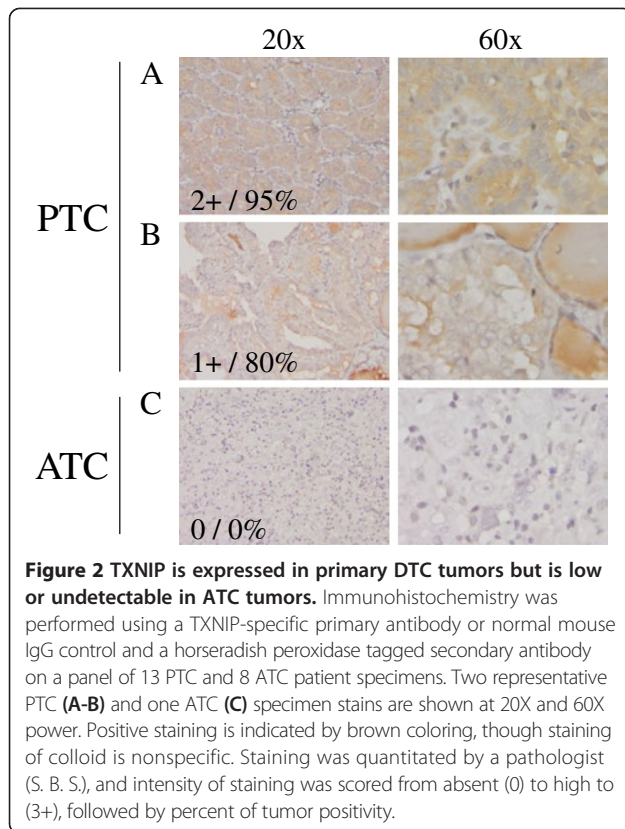 20x 60x
A
2+ / 95%
PTC
B
1+ / 80%
C
ATC
0 / 0%
Figure 2 TXNIP is expressed in primary DTC tumors but is low
or undetectable in ATC tumors. Immunohistochemistry was
performed using a TXNIP-specific primary antibody or normal mouse
IgG control and a horseradish peroxidase tagged secondary antibody
on a panel of 13 PTC and 8 ATC patient specimens. Two representative
PTC (A-B) and one ATC (C) specimen stains are shown at 20X and 60X
power. Positive staining is indicated by brown coloring, though staining
of colloid is nonspecific. Staining was quantitated by a pathologist
(S. B. S.), and intensity of staining was scored from absent (0) to high to
(3+), followed by percent of tumor positivity.